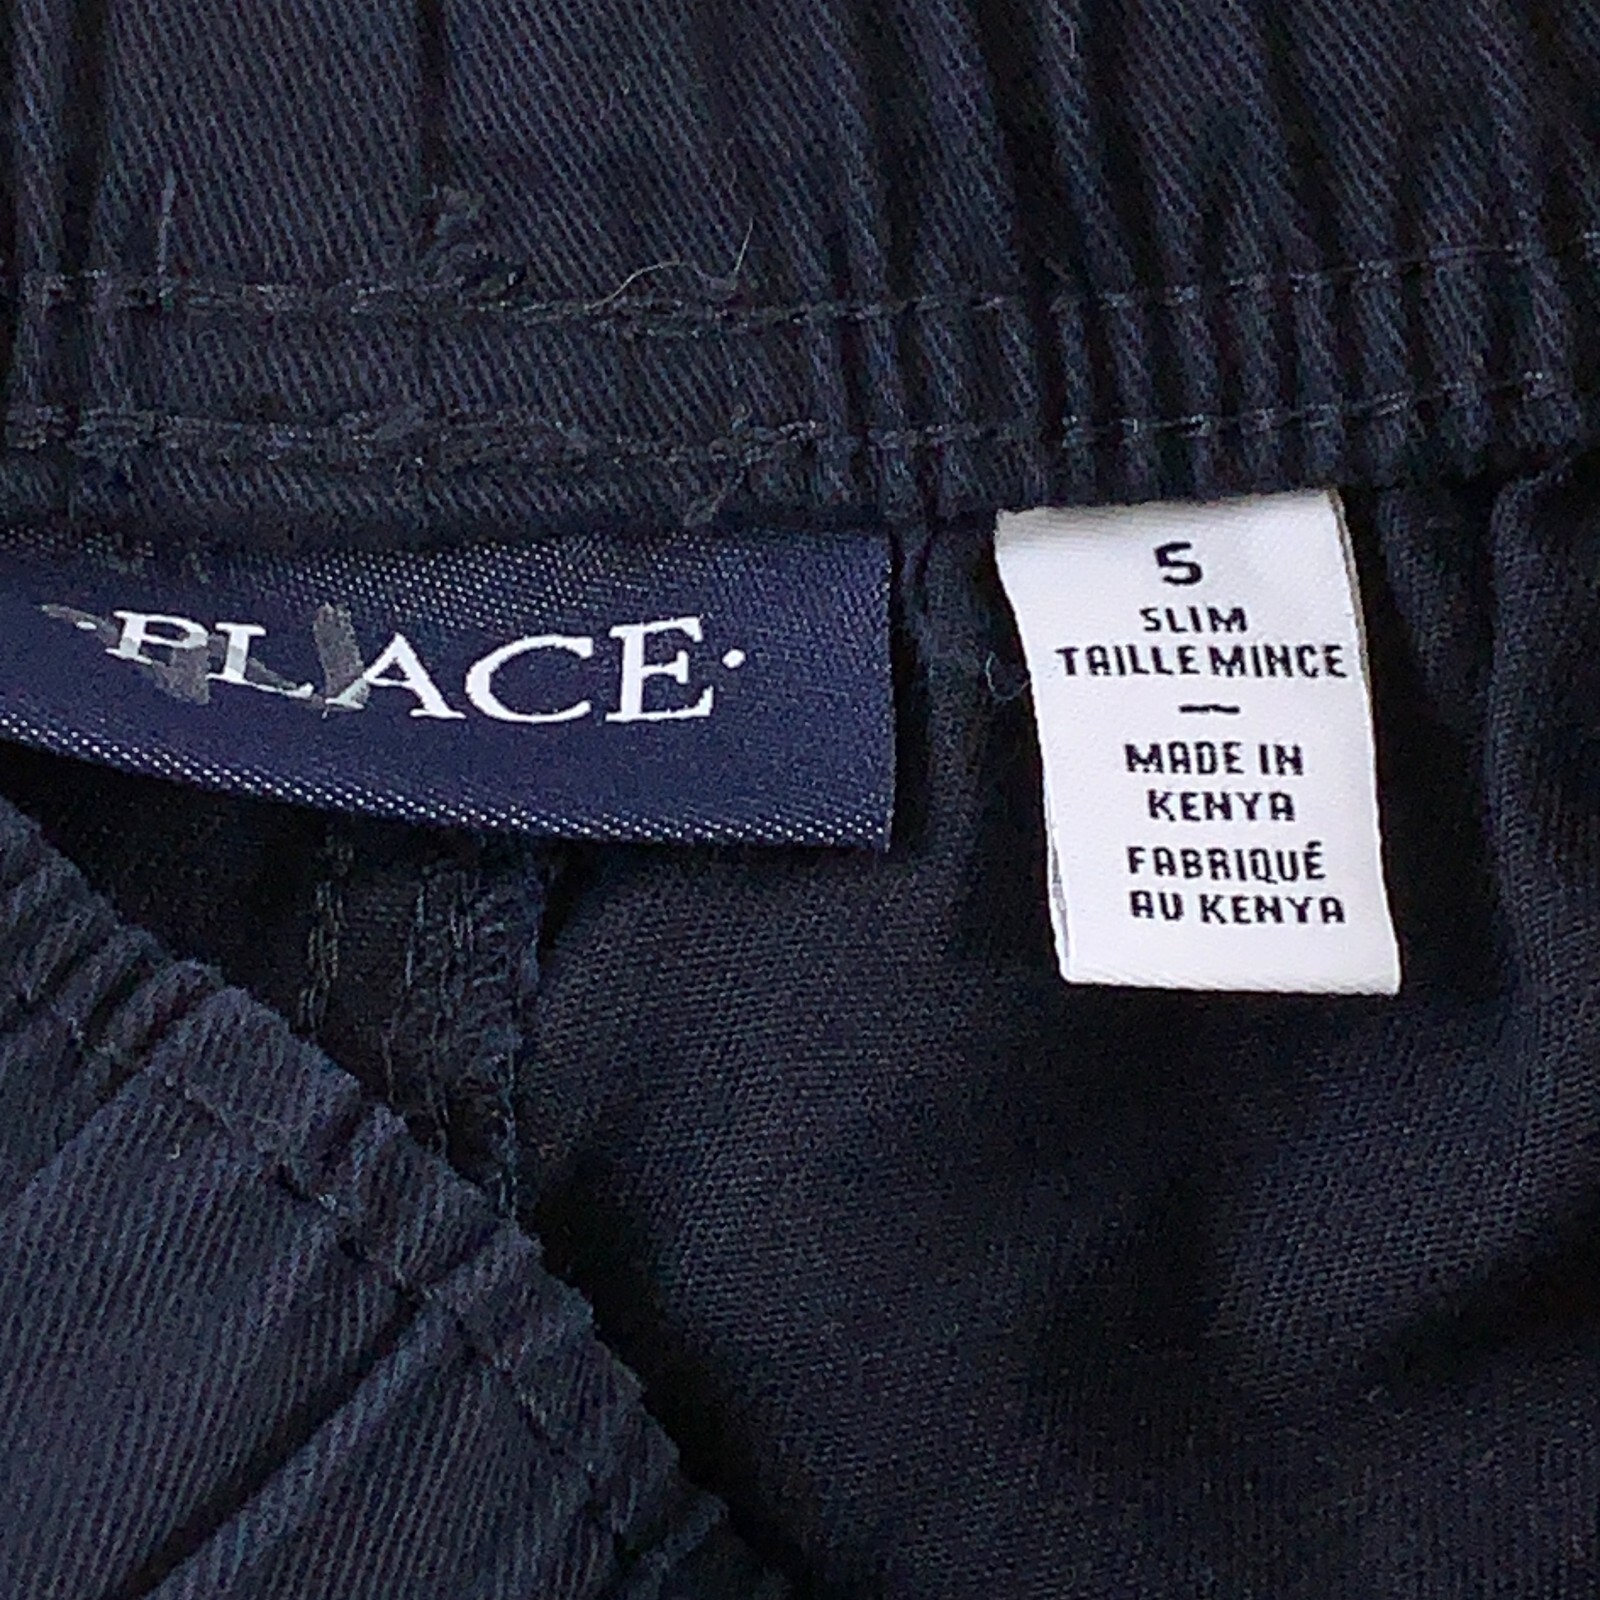 ·PLACE·
5
SLIM
TAILLE MINCE
—
MADE IN
KENYA
FABRIQUÉ
AU KENYA